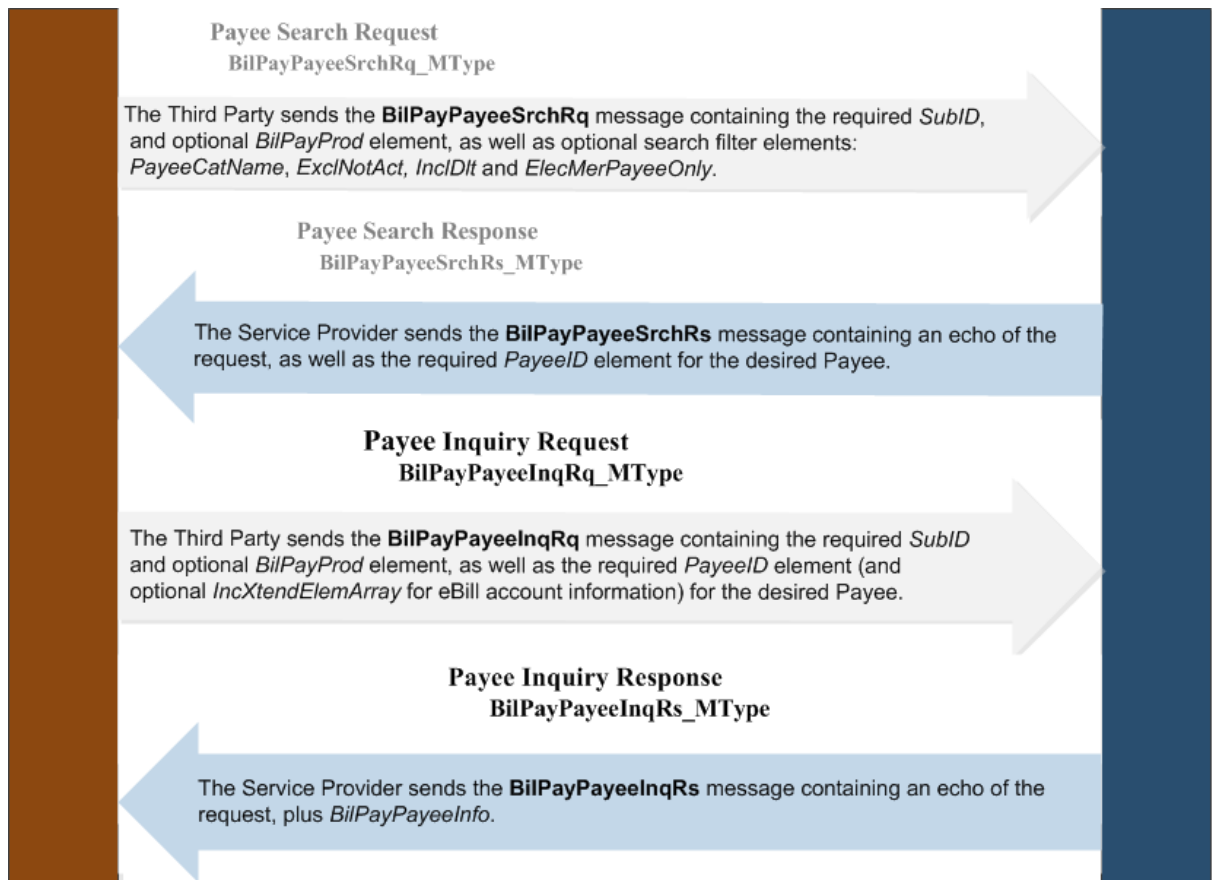 Payee Search Request
BilPayPayeeSrchRq_MType
The Third Party sends the BilPayPayeeSrchRq message containing the required SubID,
and optional BilPayProd element, as well as optional search filter elements:
PayeeCatName, ExclNotAct, InclDlt and ElecMerPayeeOnly.
Payee Search Response
BilPayPayeeSrchRs_MType
The Service Provider sends the BilPayPayeeSrchRs message containing an echo of the
request, as well as the required PayeeID element for the desired Payee.
Payee Inquiry Request
BilPayPayeeInqRq_MType
The Third Party sends the BilPayPayeeInqRq message containing the required SubID
and optional BilPayProd element, as well as the required PayeeID element (and
optional IncXtendElemArray for eBill account information) for the desired Payee.
Payee Inquiry Response
BilPayPayeeInqRs_MType
The Service Provider sends the BilPayPayeeInqRs message containing an echo of the
request, plus BilPayPayeeInfo.